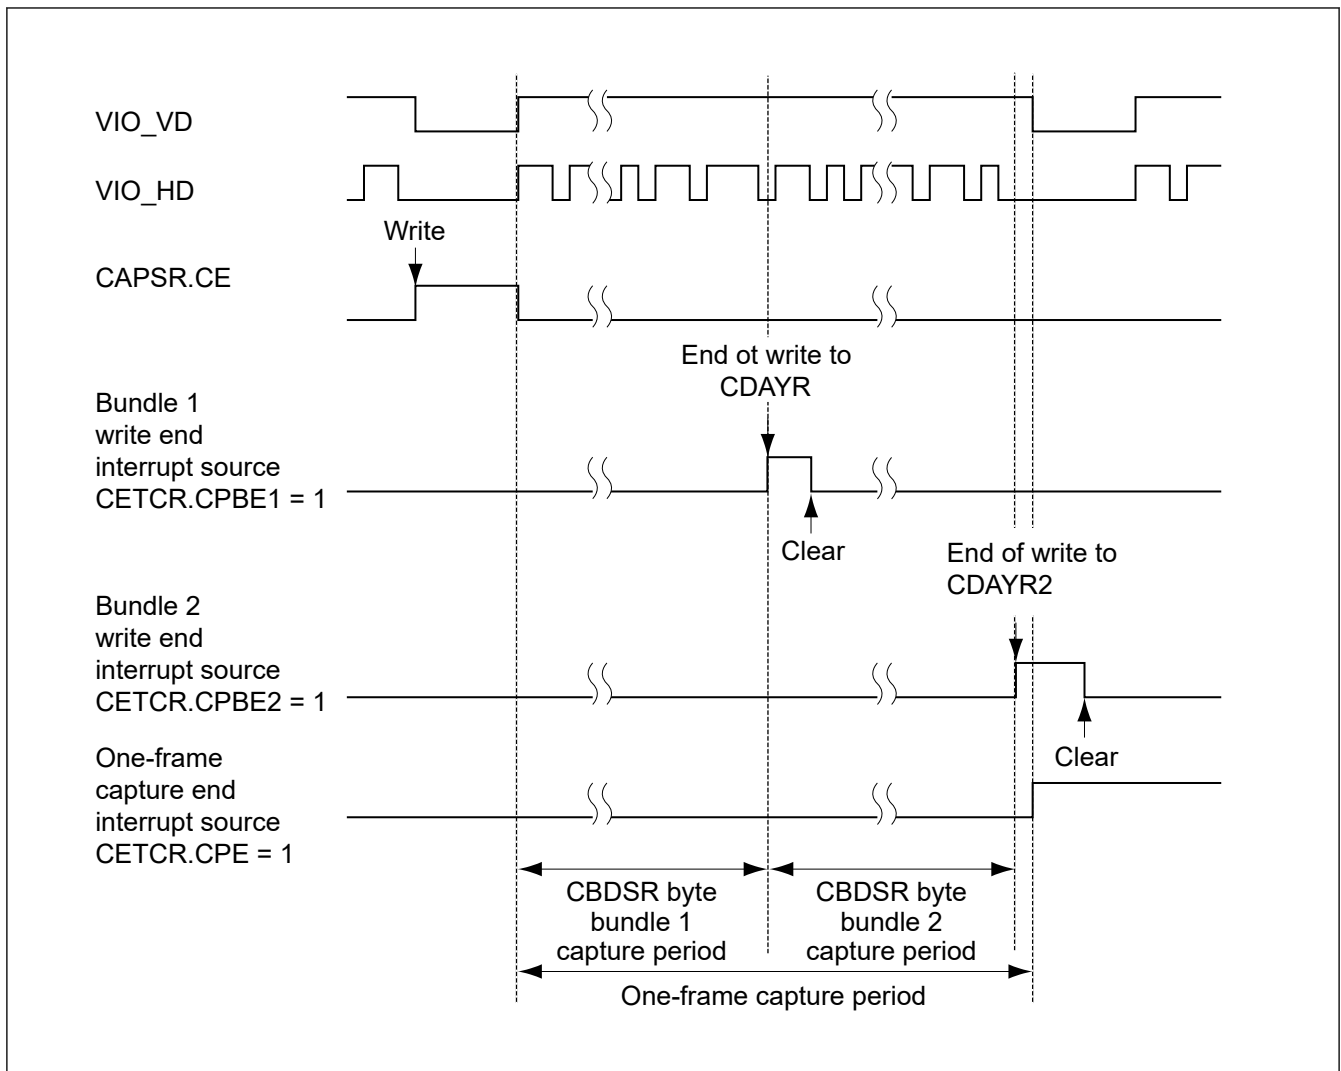 VIO_VD
VIO_HD
Write
CAPSR.CE
End ot write to
CDAYR
Bundle 1
write end
interrupt source
CETCR.CPBE1 = 1
Clear
End of write to
CDAYR2
Bundle 2
write end
interrupt source
CETCR.CPBE2 = 1
Clear
One-frame
capture end
interrupt source
CETCR.CPE = 1
CBDSR byte
bundle 1
capture period
CBDSR byte
bundle 2
capture period
One-frame capture period